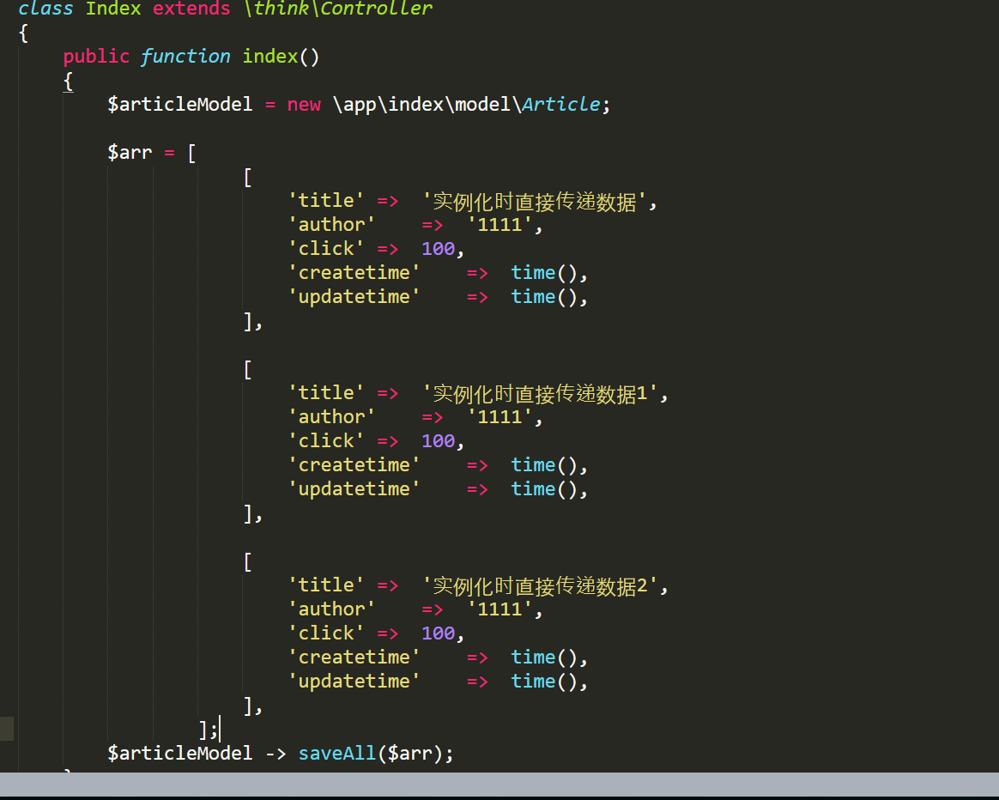 class Index extends \think\Controller
{
public function index()
{
$articleModel = new \app\index\model\Article;
$arr = [
[
'title' => '实例化时直接传递数据',
'author' => '1111',
'click' => 100,
'createtime' => time(),
'updatetime' => time(),
],
[
'title' => '实例化时直接传递数据1',
'author' => '1111',
'click' => 100,
'createtime' => time(),
'updatetime' => time(),
],
[
'title' => '实例化时直接传递数据2',
'author' => '1111',
'click' => 100,
'createtime' => time(),
'updatetime' => time(),
],
];
$articleModel -> saveAll($arr);